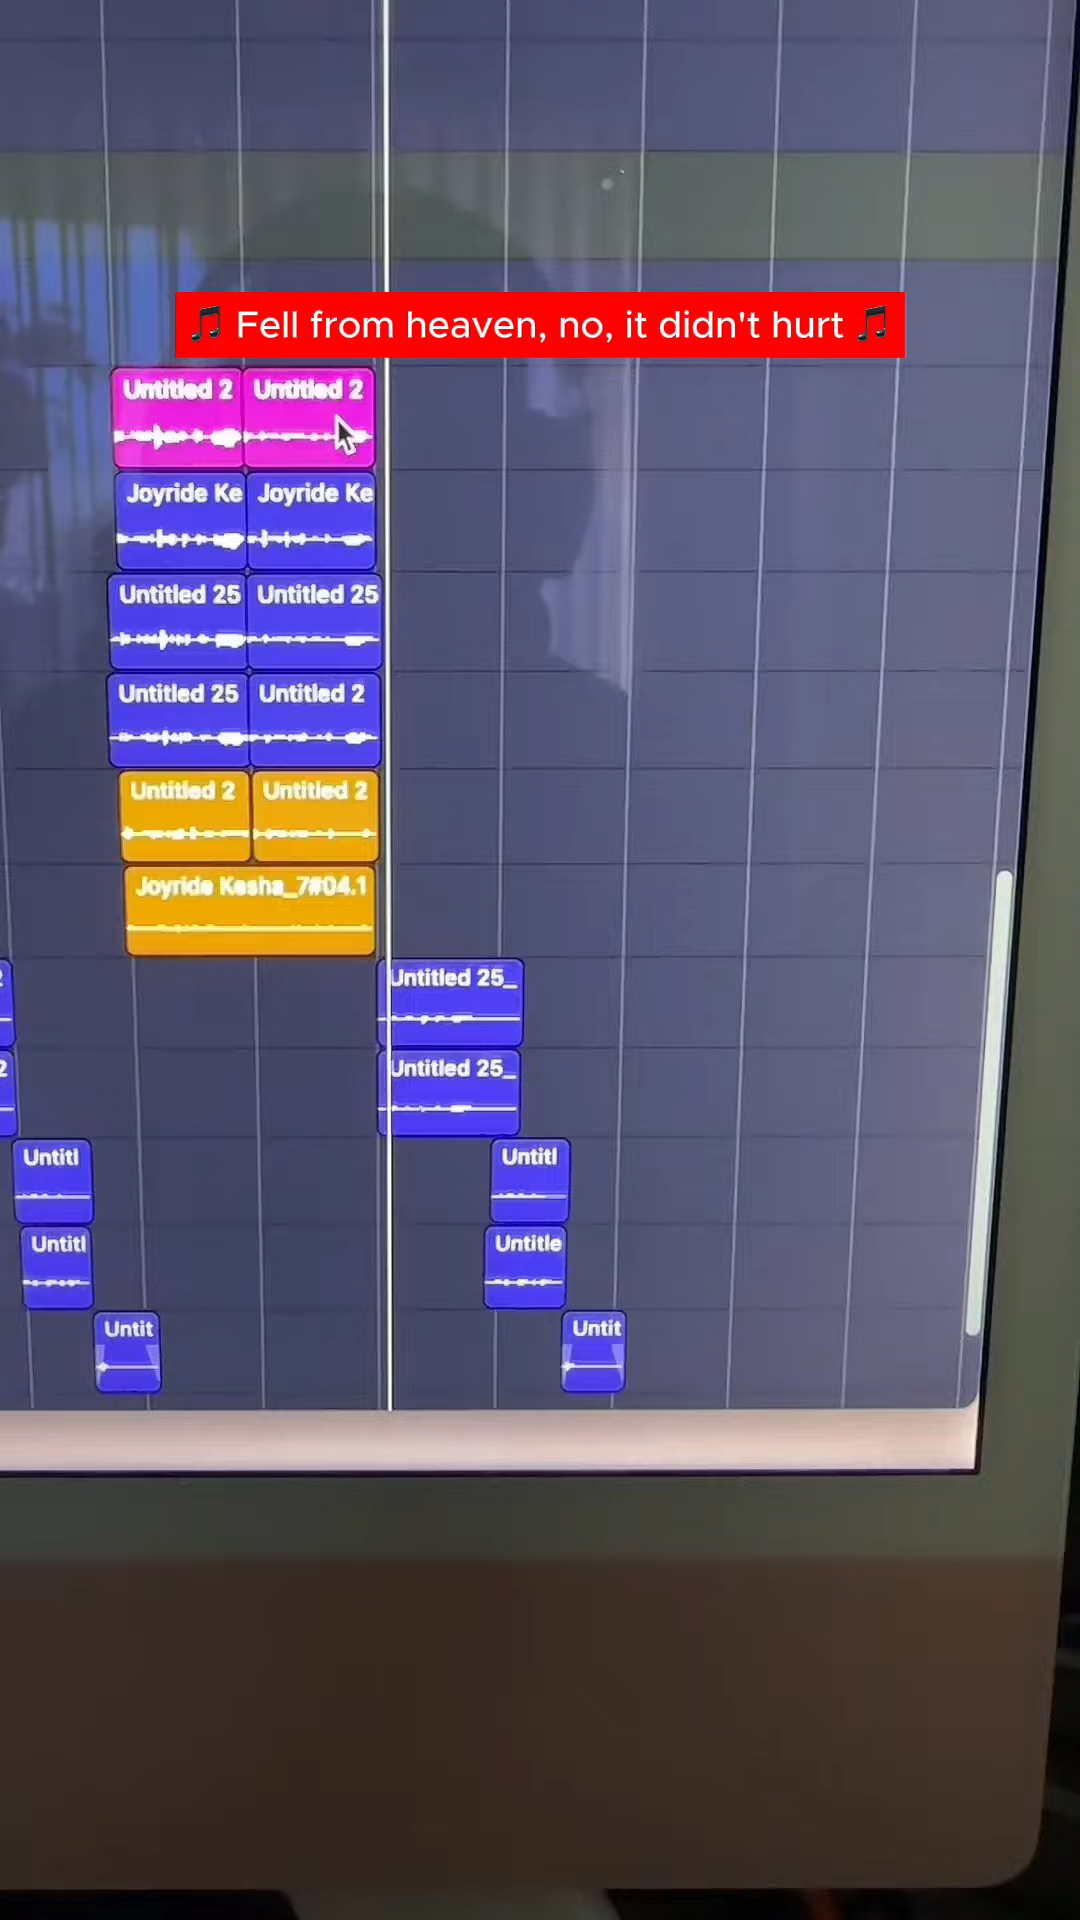 🎵 Fell from heaven, no, it didn't hurt 🎵
Untitled 2 Untitled 2
Joyride Ke Joyride Ke
Untitled 25 Untitled 25
Untitled 25 Untitled 2
Untitled 2 Untitled 2
Joyride Kesha_7#04.1
2 Untitled 25_
2 Untitled 25_
Untitl Untitl
Untitl Untitle
Untit Untit